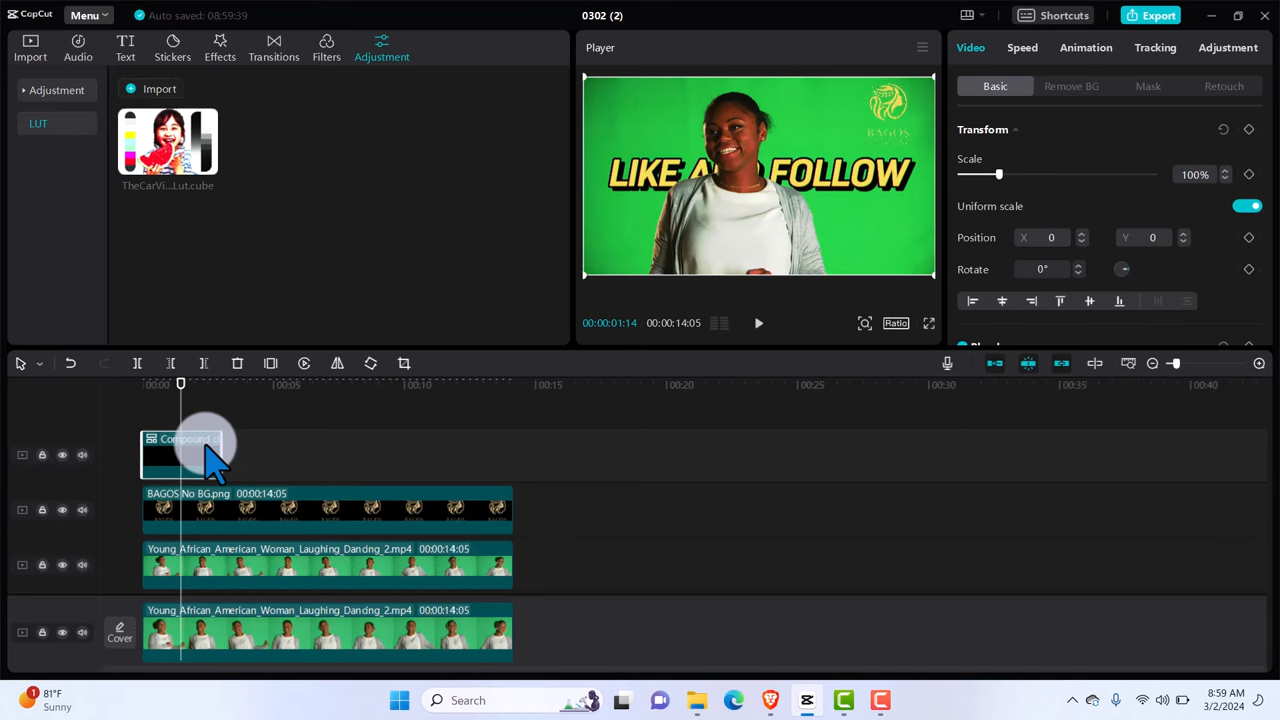 CapCut
Menu
Auto saved: 08:59:39
0302 (2)
Shortcuts
Export
Import
Audio
Text
Stickers
Effects
Transitions
Filters
Adjustment
Adjustment
LUT
Import
TheCarVi...Lut.cube
Player
BAGOS
LIKE AND FOLLOW
00:00:01:14
00:00:14:05
Ratio
Video
Speed
Animation
Tracking
Adjustment
Basic
Remove BG
Mask
Retouch
Transform
Scale
100%
Uniform scale
Position
X
0
Y
0
Rotate
0°
00:00
00:05
00:10
00:15
00:20
00:25
00:30
00:35
00:40
Compound cl
BAGOS No BG.png 00:00:14:05
Young_African_American_Woman_Laughing_Dancing_2.mp4 00:00:14:05
Cover
Young_African_American_Woman_Laughing_Dancing_2.mp4 00:00:14:05
1
81°F
Sunny
Search
8:59 AM
3/2/2024